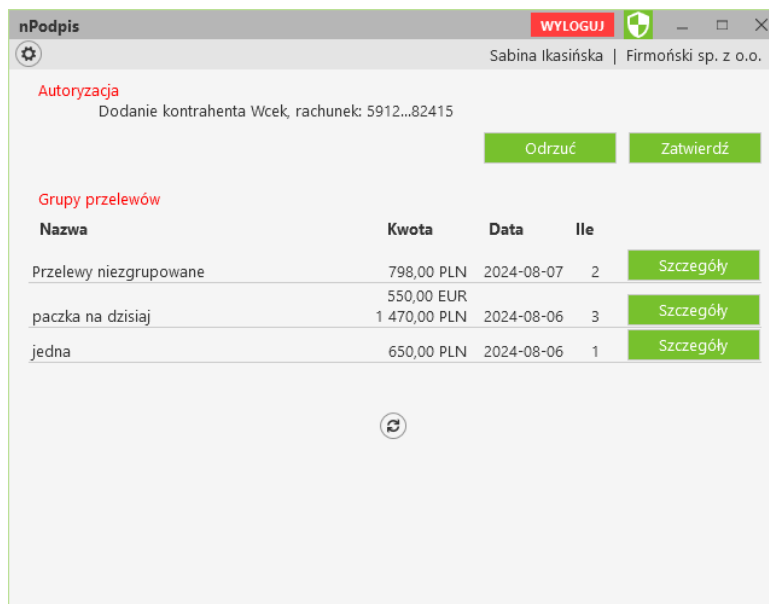 nPodpis WYLOGUJ
Sabina Ikasińska | Firmoński sp. z o.o.
Autoryzacja
Dodanie kontrahenta Wcek, rachunek: 5912...82415
Odrzuć Zatwierdź
Grupy przelewów
Nazwa Kwota Data Ile
Przelewy niezgrupowane 798,00 PLN 2024-08-07 2 Szczegóły
550,00 EUR
paczka na dzisiaj 1 470,00 PLN 2024-08-06 3 Szczegóły
jedna 650,00 PLN 2024-08-06 1 Szczegóły